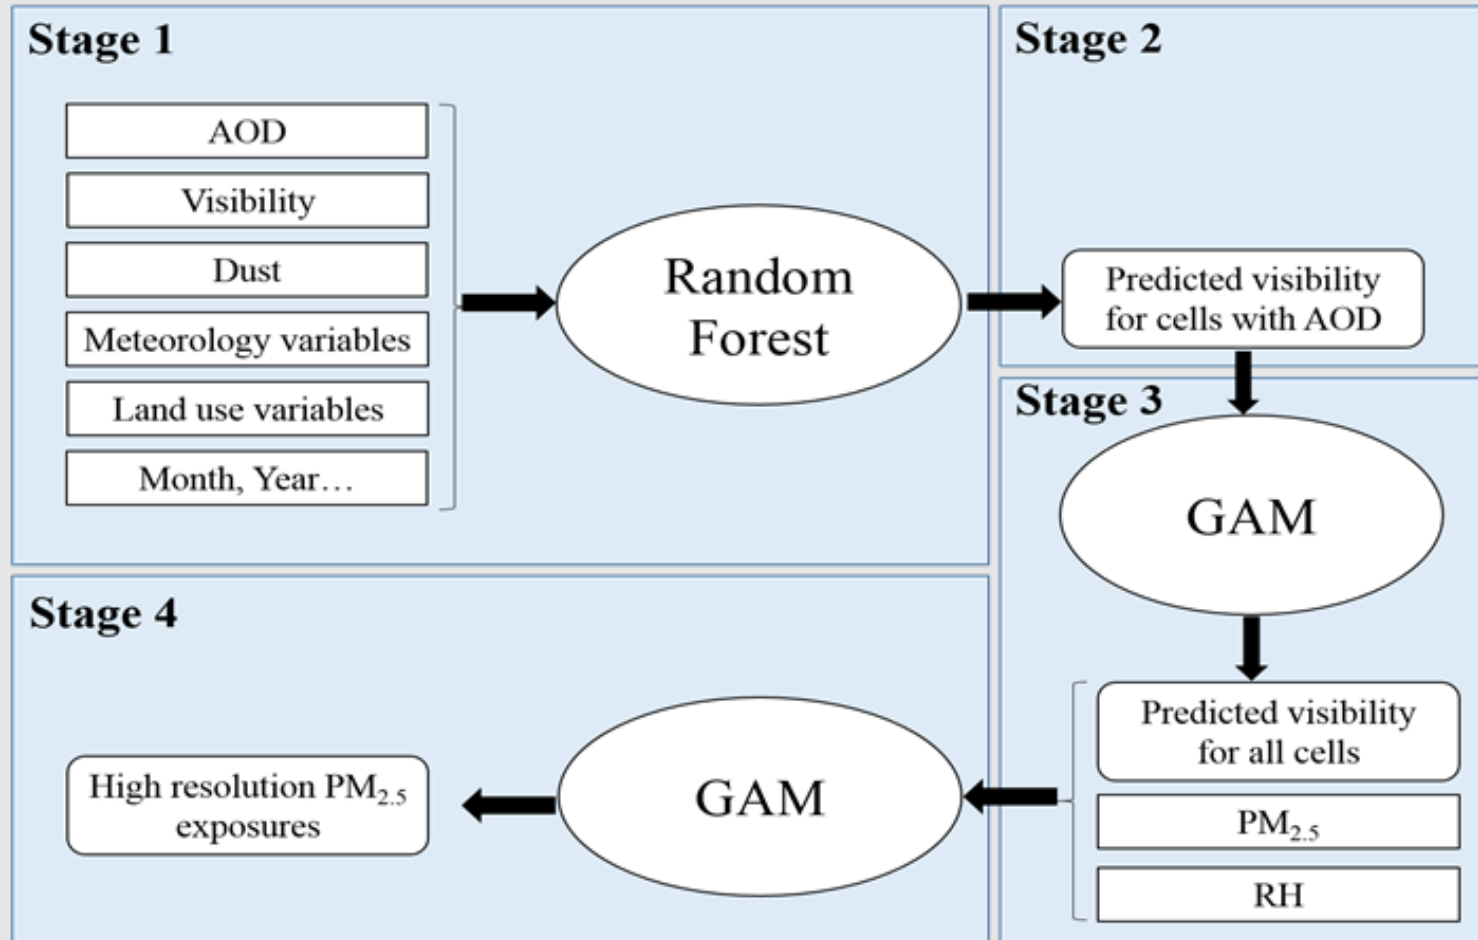 Stage 1
AOD
Visibility
Dust
Meteorology variables
Land use variables
Month, Year…
Random
Forest
Stage 2
Predicted visibility
for cells with AOD
Stage 3
GAM
Predicted visibility
for all cells
PM2.5
RH
Stage 4
GAM
High resolution PM2.5
exposures